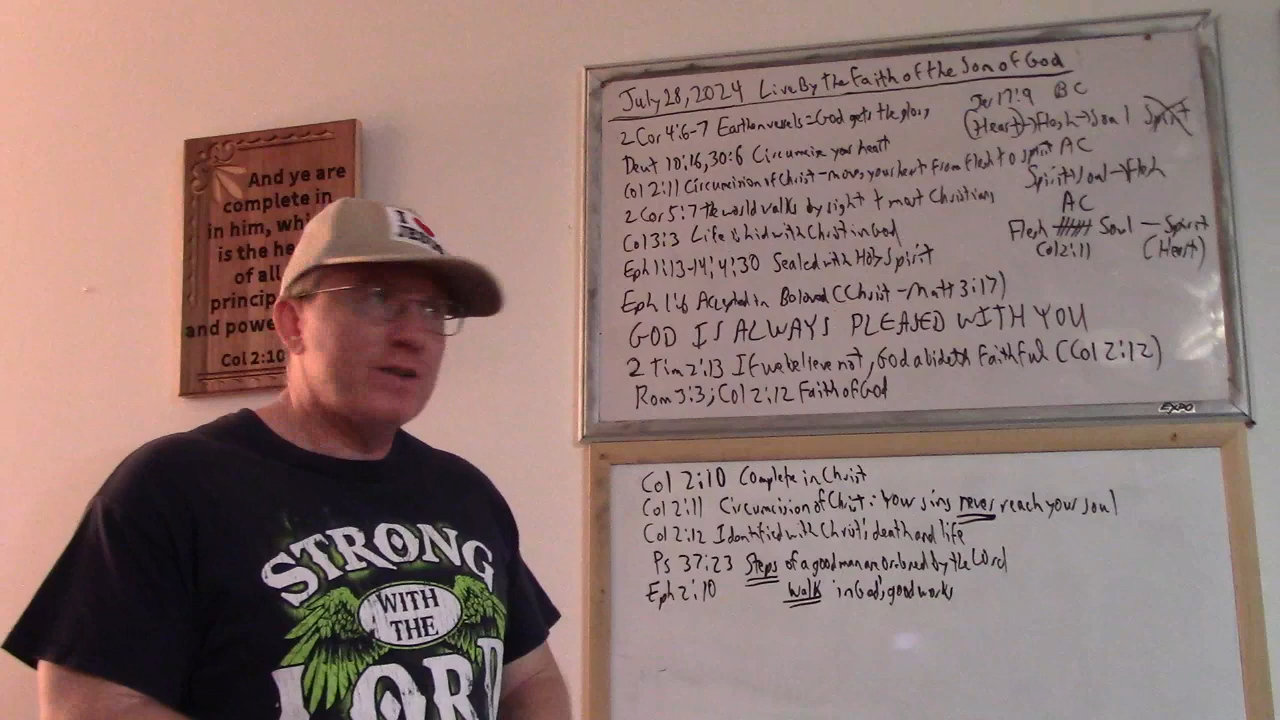 And ye are
complete in
in him, whi
is the he
of all
princip
and powe
Col 2:10
I
STRONG
WITH
THE
LORD
July 28, 2024 Live By the Faith of the Son of God
2 Cor 4:6-7 Earthen vessels = God gets the glory
Deut 10:16, 30:6 Circumcise your heart
Col 2:11 Circumcision of Christ - moves your heart from flesh to spirit
2 Cor 5:7 the world walks by sight + most Christians
Col 3:3 Life is hid with Christ in God
Eph 1:13-14; 4:30 Sealed with Holy Spirit
Eph 1:6 Accepted in Beloved (Christ - Matt 3:17)
GOD IS ALWAYS PLEASED WITH YOU
2 Tim 2:13 If we believe not, God abideth Faithful (Col 2:12)
Rom 3:3; Col 2:12 Faith of God
Jer 17:9 BC
(Heart) → Flesh → Soul Spirit
AC
Spirit → Soul → Flesh
AC
Flesh Soul - Spirit
Col 2:11 (Heart)
EXPO
Col 2:10 Complete in Christ
Col 2:11 Circumcision of Christ: Your sins never reach your soul
Col 2:12 Identified with Christ's death and life
Ps 37:23 Steps of a good man are ordered by the Lord
Eph 2:10 walk in God's good works